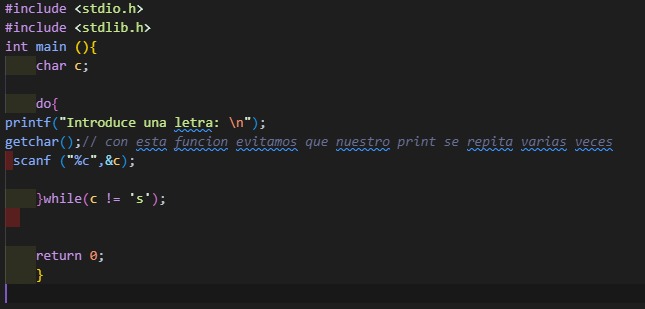 #include <stdio.h>
#include <stdlib.h>
int main (){
char c;
do{
printf("Introduce una letra: \n");
getchar();// con esta funcion evitamos que nuestro print se repita varias veces
scanf ("%c",&c);
}while(c != 's');
return 0;
}